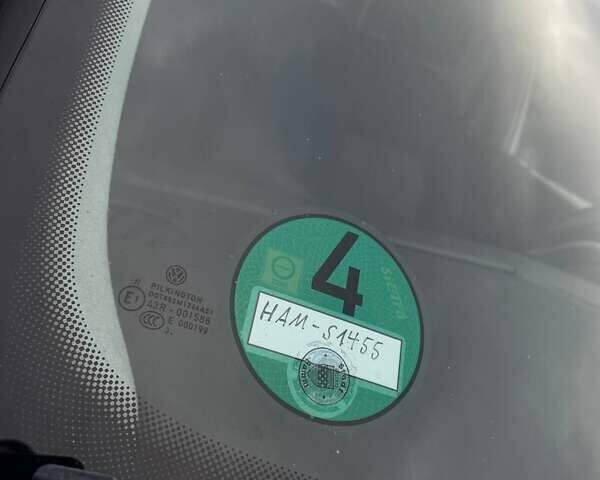 4
HAM-S1455
PILKINGTON
E1
43R-001586
E 000199